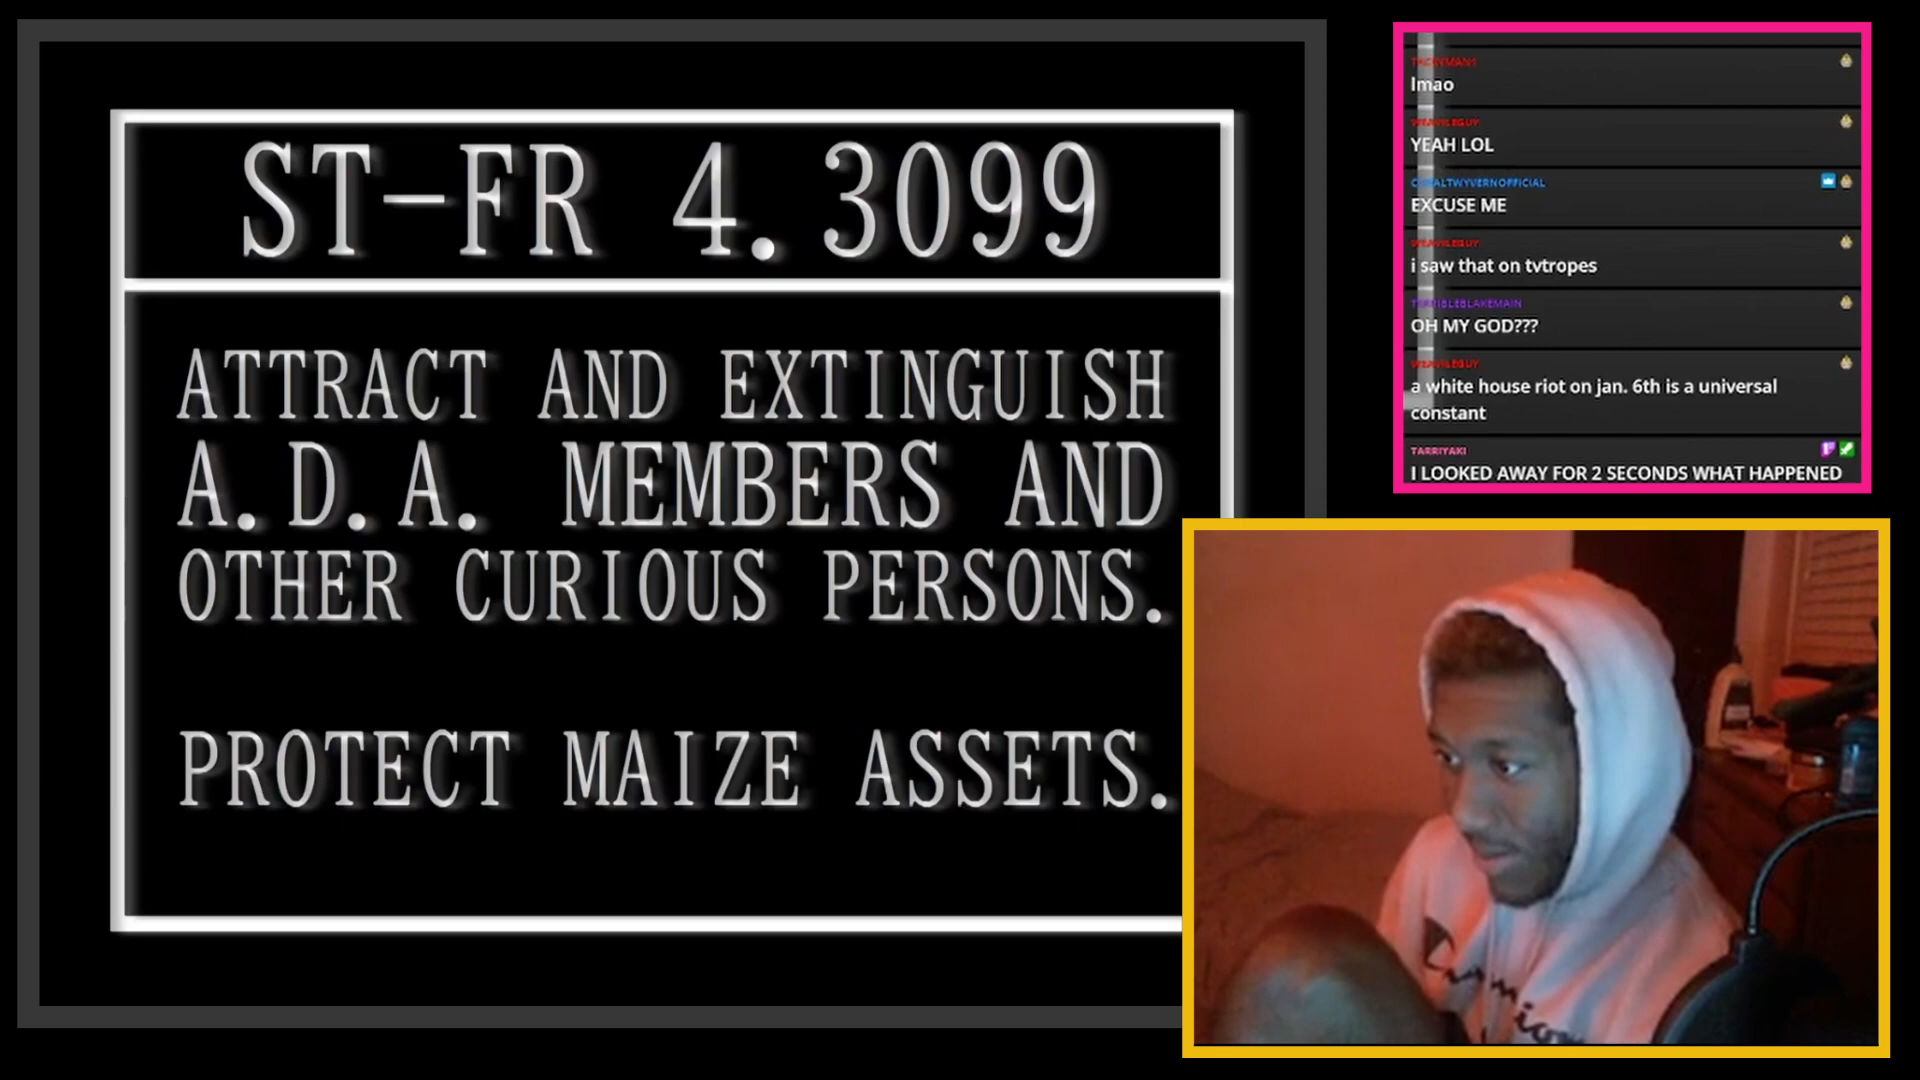 ST-FR 4.3099
ATTRACT AND EXTINGUISH
A.D.A. MEMBERS AND
OTHER CURIOUS PERSONS.
PROTECT MAIZE ASSETS.
lmao
YEAH LOL
EXCUSE ME
i saw that on tvtropes
OH MY GOD???
a white house riot on jan. 6th is a universal
constant
TARRIYAKI
I LOOKED AWAY FOR 2 SECONDS WHAT HAPPENED